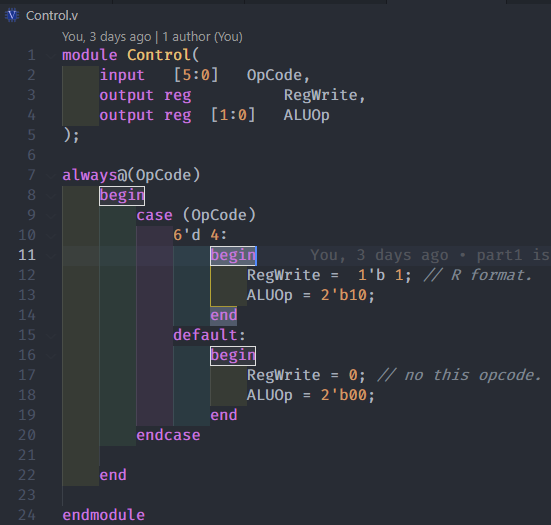 Control.v
You, 3 days ago | 1 author (You)
1 module Control(
2     input   [5:0]   OpCode,
3     output reg          RegWrite,
4     output reg  [1:0]   ALUOp
5 );
6
7 always@(OpCode)
8     begin
9         case (OpCode)
10             6'd 4:
11                 begin      You, 3 days ago • part1 is
12                     RegWrite =  1'b 1; // R format.
13                     ALUOp = 2'b10;
14                 end
15             default:
16                 begin
17                     RegWrite = 0; // no this opcode.
18                     ALUOp = 2'b00;
19                 end
20         endcase
21
22     end
23
24 endmodule